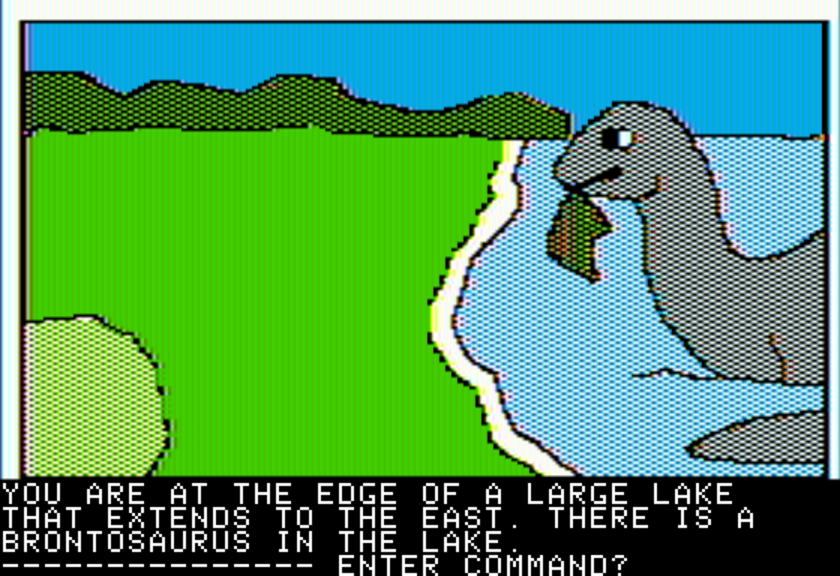 YOU ARE AT THE EDGE OF A LARGE LAKE
THAT EXTENDS TO THE EAST. THERE IS A
BRONTOSAURUS IN THE LAKE.
--------------- ENTER COMMAND?